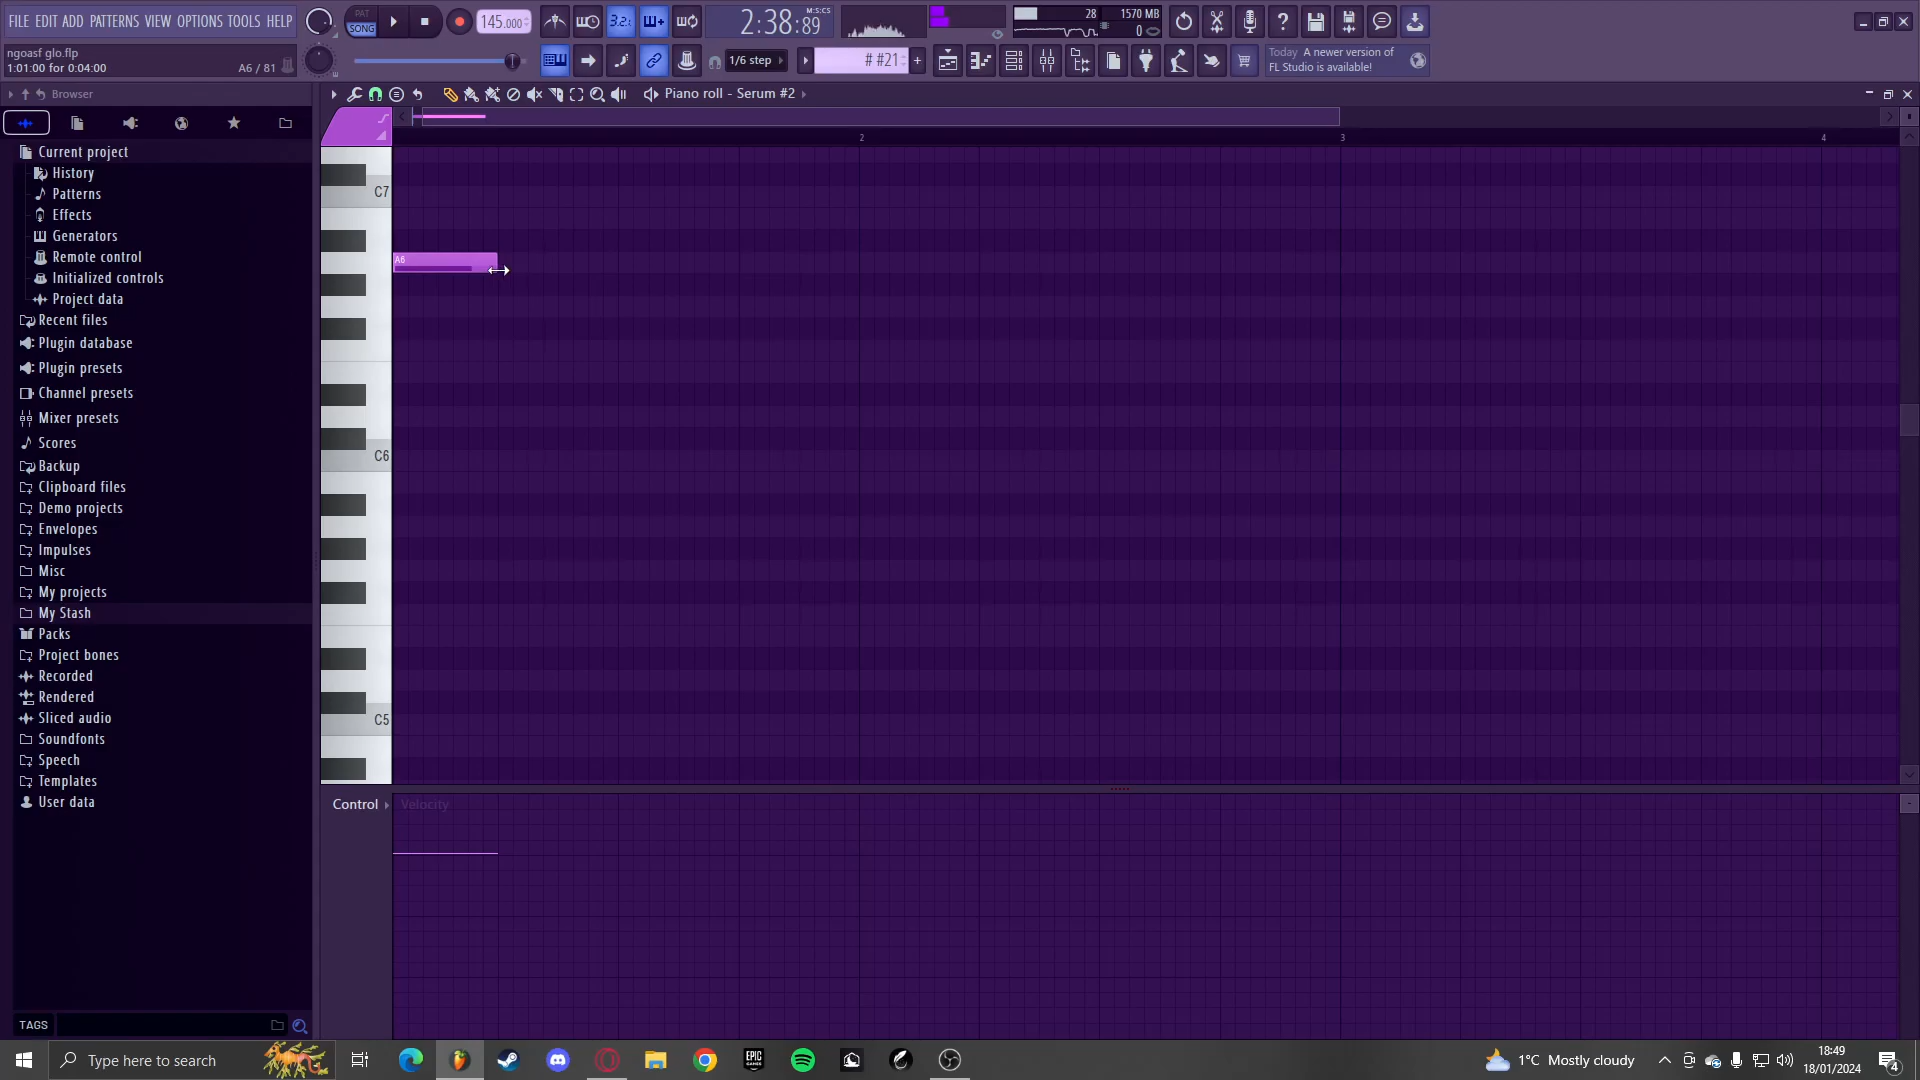 FILE EDIT ADD PATTERNS VIEW OPTIONS TOOLS HELP
PAT
SONG
145.000
3.2:
2:38:89
M:S:CS
28
1570 MB
0
ngoasf glo.flp
1:01:00 for 0:04:00
A6 / 81
1/6 step
# #21
+
Today A newer version of
FL Studio is available!
Browser
Piano roll - Serum #2
Current project
History
Patterns
Effects
Generators
Remote control
Initialized controls
Project data
Recent files
Plugin database
Plugin presets
Channel presets
Mixer presets
Scores
Backup
Clipboard files
Demo projects
Envelopes
Impulses
Misc
My projects
My Stash
Packs
Project bones
Recorded
Rendered
Sliced audio
Soundfonts
Speech
Templates
User data
TAGS
2
3
4
C7
A6
C6
C5
Control
Velocity
Type here to search
EPIC
GAMES
1°C Mostly cloudy
18:49
18/01/2024
4